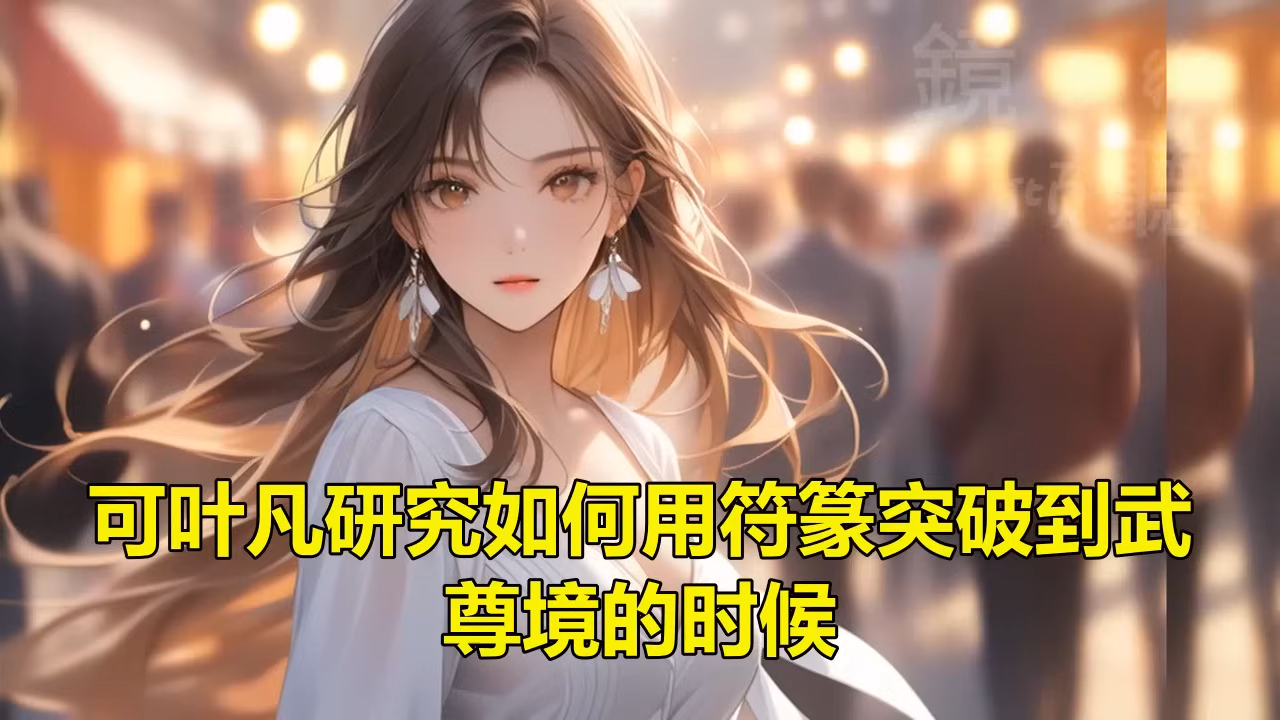 鏡
可叶凡研究如何用符篆突破到武
尊境的时候